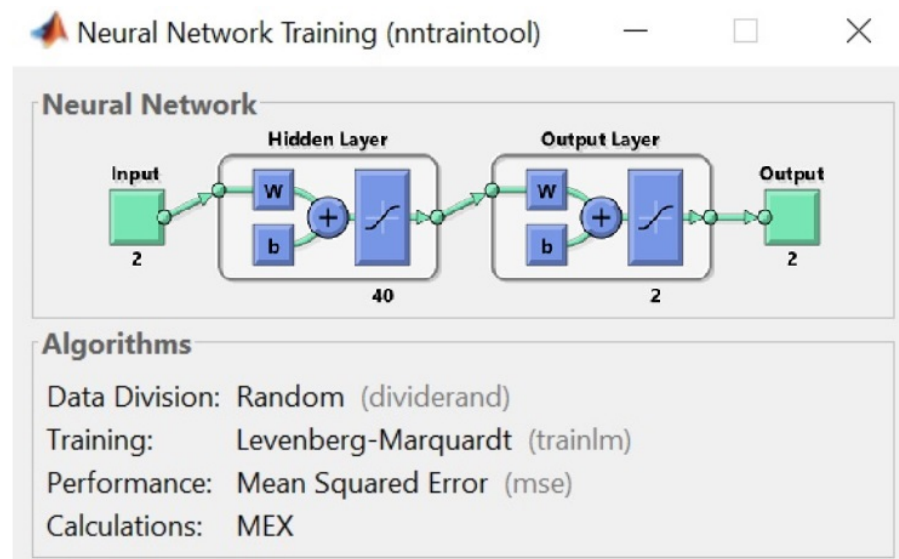 Neural Network Training (nntraintool)
Neural Network
Hidden Layer
Output Layer
Input
Output
W
b
+
W
b
+
2
40
2
2
Algorithms
Data Division: Random (dividerand)
Training: Levenberg-Marquardt (trainlm)
Performance: Mean Squared Error (mse)
Calculations: MEX